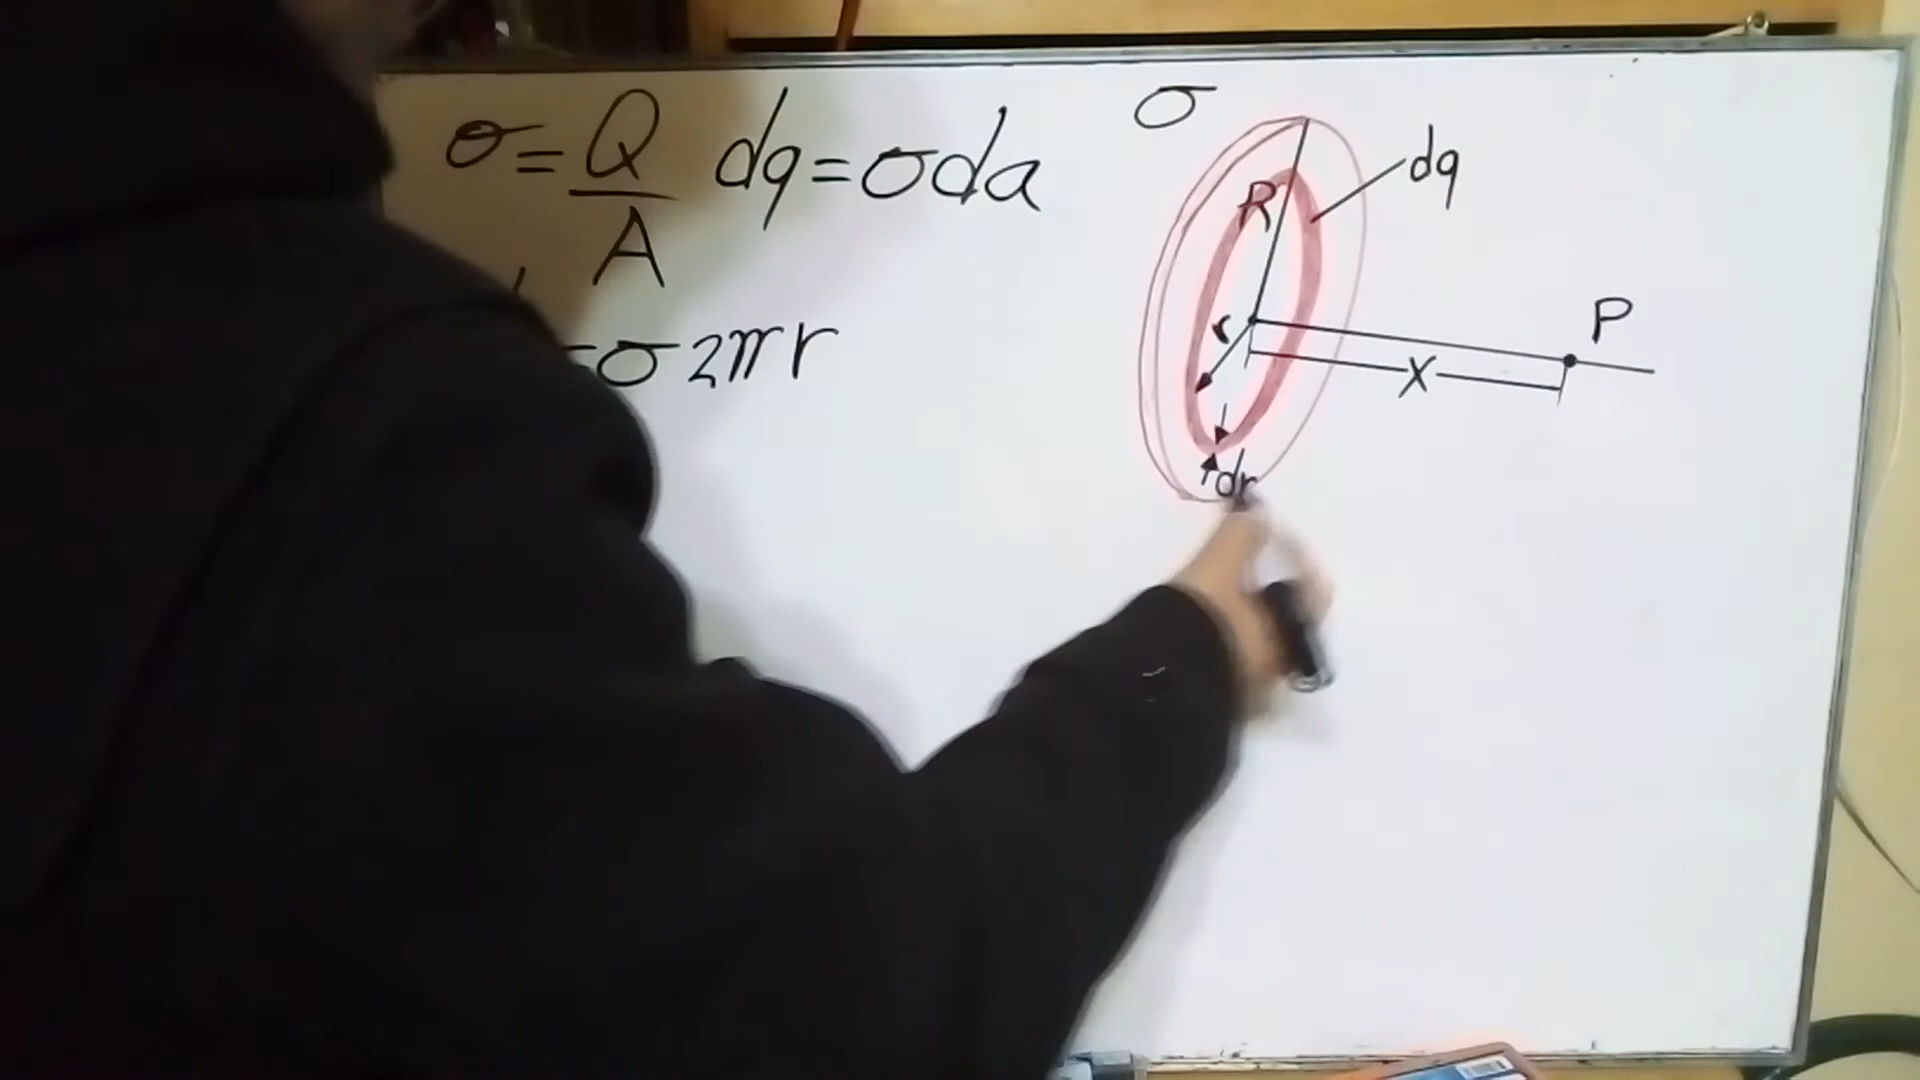 σ = Q/A dq = σda
= σ2πr
σ
R
dq
r
P
X
dr